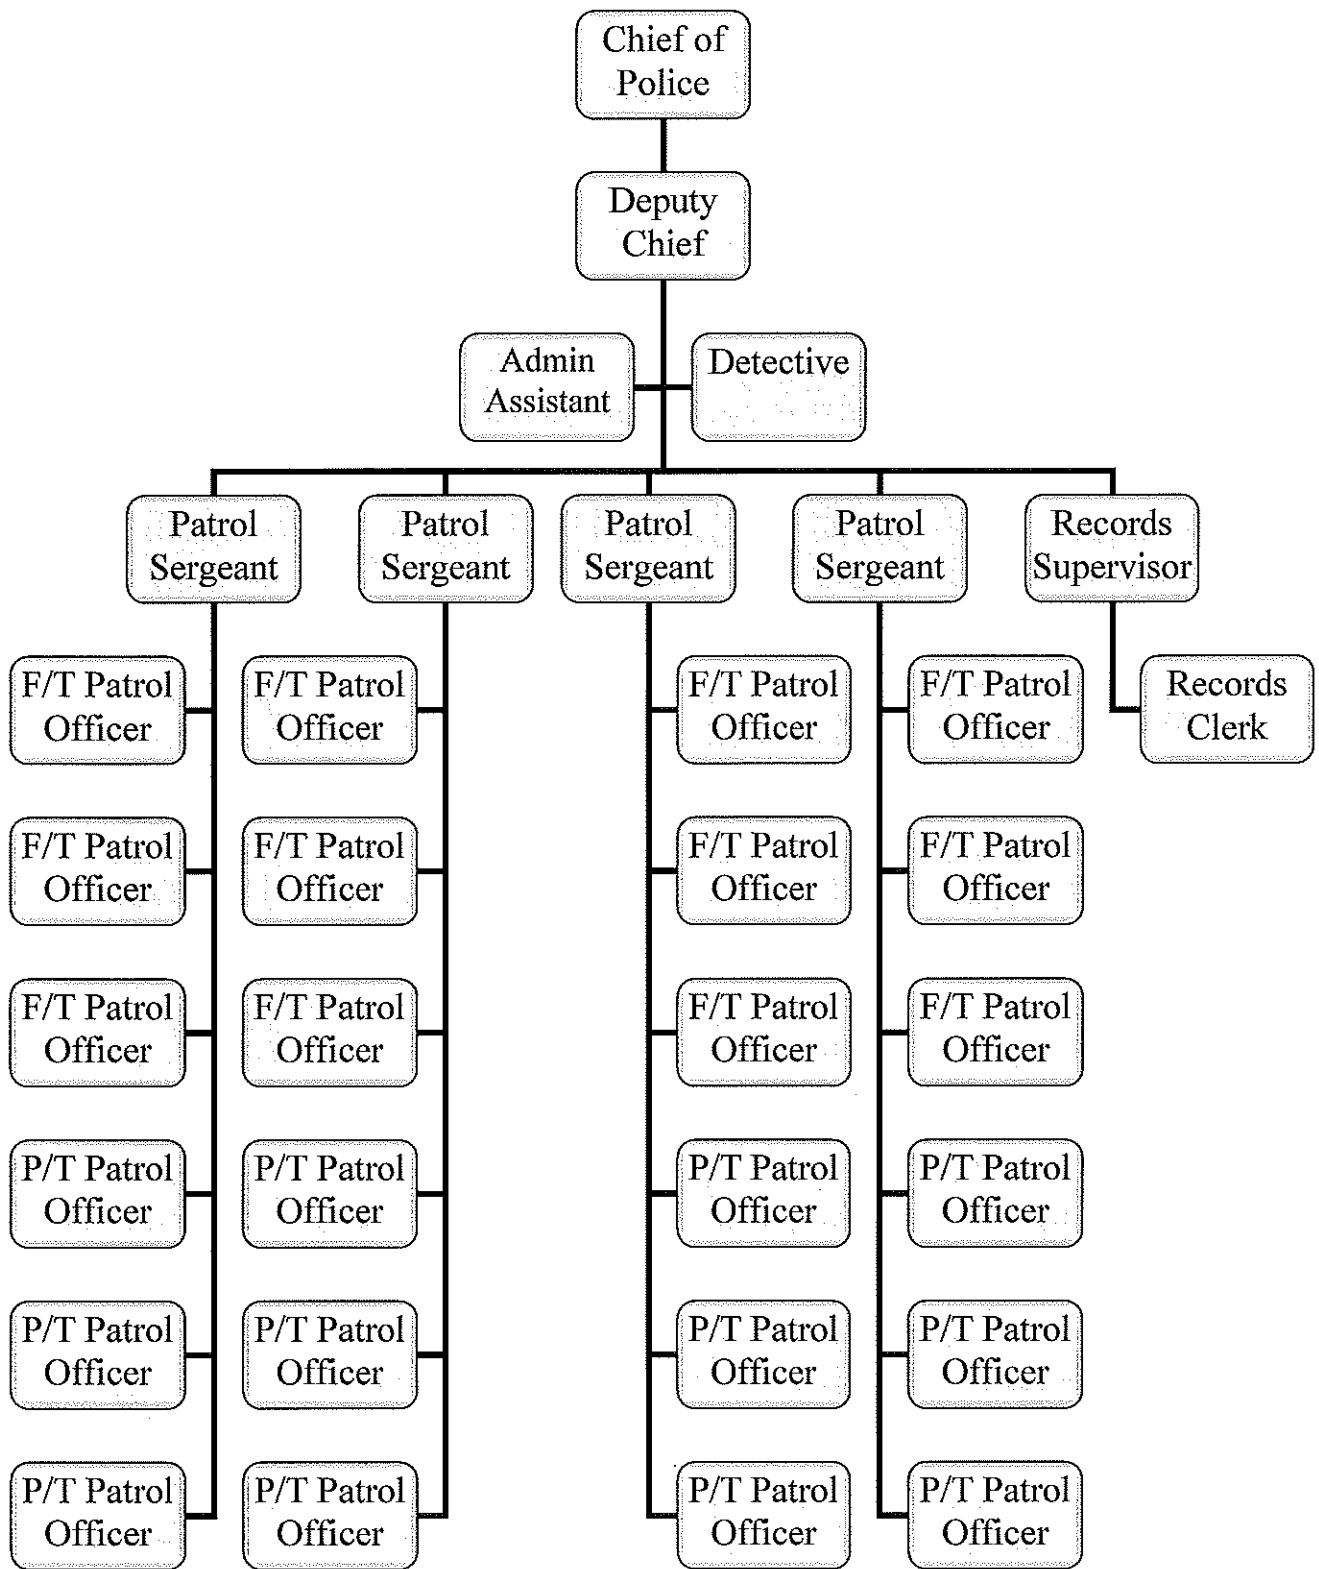 Chief of
Police
Deputy
Chief
Admin
Assistant
Detective
Patrol
Sergeant
Patrol
Sergeant
Patrol
Sergeant
Patrol
Sergeant
Records
Supervisor
F/T Patrol
Officer
F/T Patrol
Officer
F/T Patrol
Officer
F/T Patrol
Officer
Records
Clerk
F/T Patrol
Officer
F/T Patrol
Officer
F/T Patrol
Officer
F/T Patrol
Officer
F/T Patrol
Officer
F/T Patrol
Officer
F/T Patrol
Officer
F/T Patrol
Officer
P/T Patrol
Officer
P/T Patrol
Officer
P/T Patrol
Officer
P/T Patrol
Officer
P/T Patrol
Officer
P/T Patrol
Officer
P/T Patrol
Officer
P/T Patrol
Officer
P/T Patrol
Officer
P/T Patrol
Officer
P/T Patrol
Officer
P/T Patrol
Officer